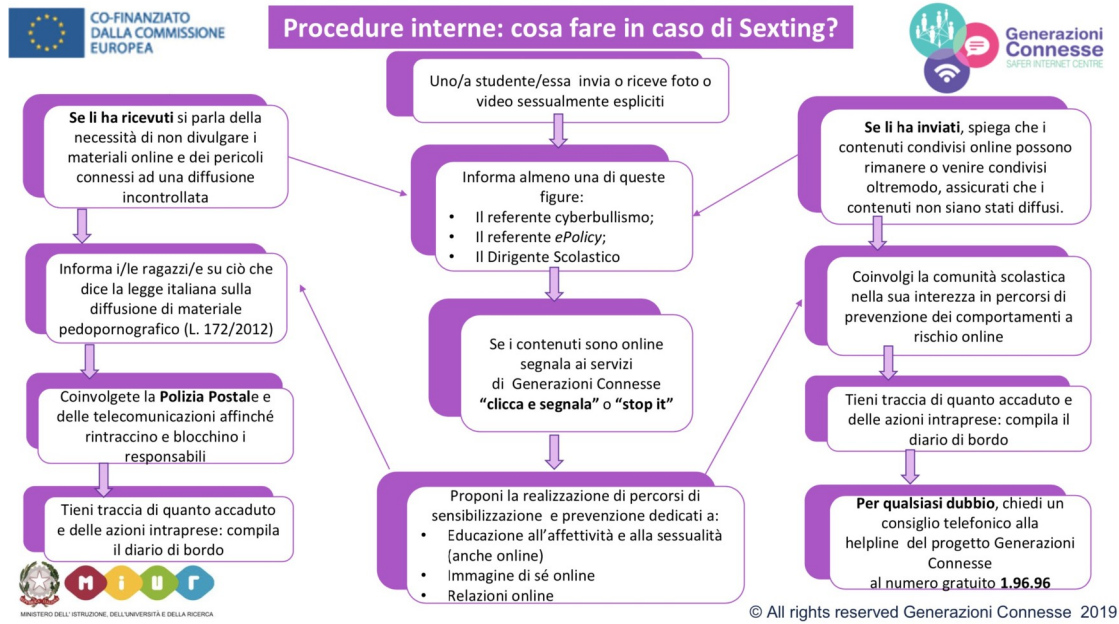 CO-FINANZIATO
DALLA COMMISSIONE
EUROPEA
Procedure interne: cosa fare in caso di Sexting?
Generazioni
Connesse
SAFER INTERNET CENTRE
Uno/a studente/essa invia o riceve foto o
video sessualmente espliciti
Se li ha ricevuti si parla della
necessità di non divulgare i
materiali online e dei pericoli
connessi ad una diffusione
incontrollata
Informa i/le ragazzi/e su ciò che
dice la legge italiana sulla
diffusione di materiale
pedopornografico (L. 172/2012)
Coinvolgete la Polizia Postale e
delle telecomunicazioni affinché
rintraccino e blocchino i
responsabili
Tieni traccia di quanto accaduto
e delle azioni intraprese: compila
il diario di bordo
Informa almeno una di queste
figure:
• Il referente cyberbullismo;
• Il referente ePolicy;
• Il Dirigente Scolastico
Se i contenuti sono online
segnala ai servizi
di Generazioni Connesse
“clicca e segnala” o “stop it”
Proponi la realizzazione di percorsi di
sensibilizzazione e prevenzione dedicati a:
• Educazione all’affettività e alla sessualità
(anche online)
• Immagine di sé online
• Relazioni online
Se li ha inviati, spiega che i
contenuti condivisi online possono
rimanere o venire condivisi
oltremodo, assicurati che i
contenuti non siano stati diffusi.
Coinvolgi la comunità scolastica
nella sua interezza in percorsi di
prevenzione dei comportamenti a
rischio online
Tieni traccia di quanto accaduto e
delle azioni intraprese: compila il
diario di bordo
Per qualsiasi dubbio, chiedi un
consiglio telefonico alla
helpline del progetto Generazioni
Connesse
al numero gratuito 1.96.96
miur
MINISTERO DELL' ISTRUZIONE, DELL'UNIVERSITÀ E DELLA RICERCA
© All rights reserved Generazioni Connesse 2019